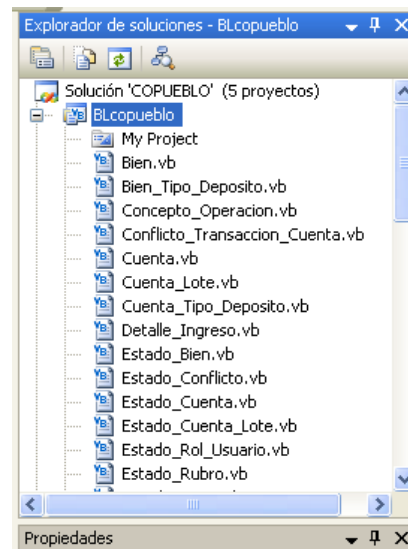 Explorador de soluciones - BLcopueblo
Solución 'COPUEBLO' (5 proyectos)
BLcopueblo
My Project
Bien.vb
Bien_Tipo_Deposito.vb
Concepto_Operacion.vb
Conflicto_Transaccion_Cuenta.vb
Cuenta.vb
Cuenta_Lote.vb
Cuenta_Tipo_Deposito.vb
Detalle_Ingreso.vb
Estado_Bien.vb
Estado_Conflicto.vb
Estado_Cuenta.vb
Estado_Cuenta_Lote.vb
Estado_Rol_Usuario.vb
Estado_Rubro.vb
Propiedades